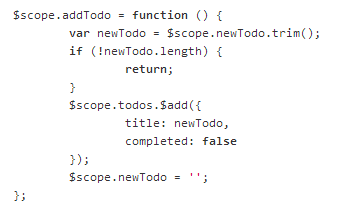 $scope.addTodo = function () {
        var newTodo = $scope.newTodo.trim();
        if (!newTodo.length) {
                return;
        }
        $scope.todos.$add({
                title: newTodo,
                completed: false
        });
        $scope.newTodo = '';
};